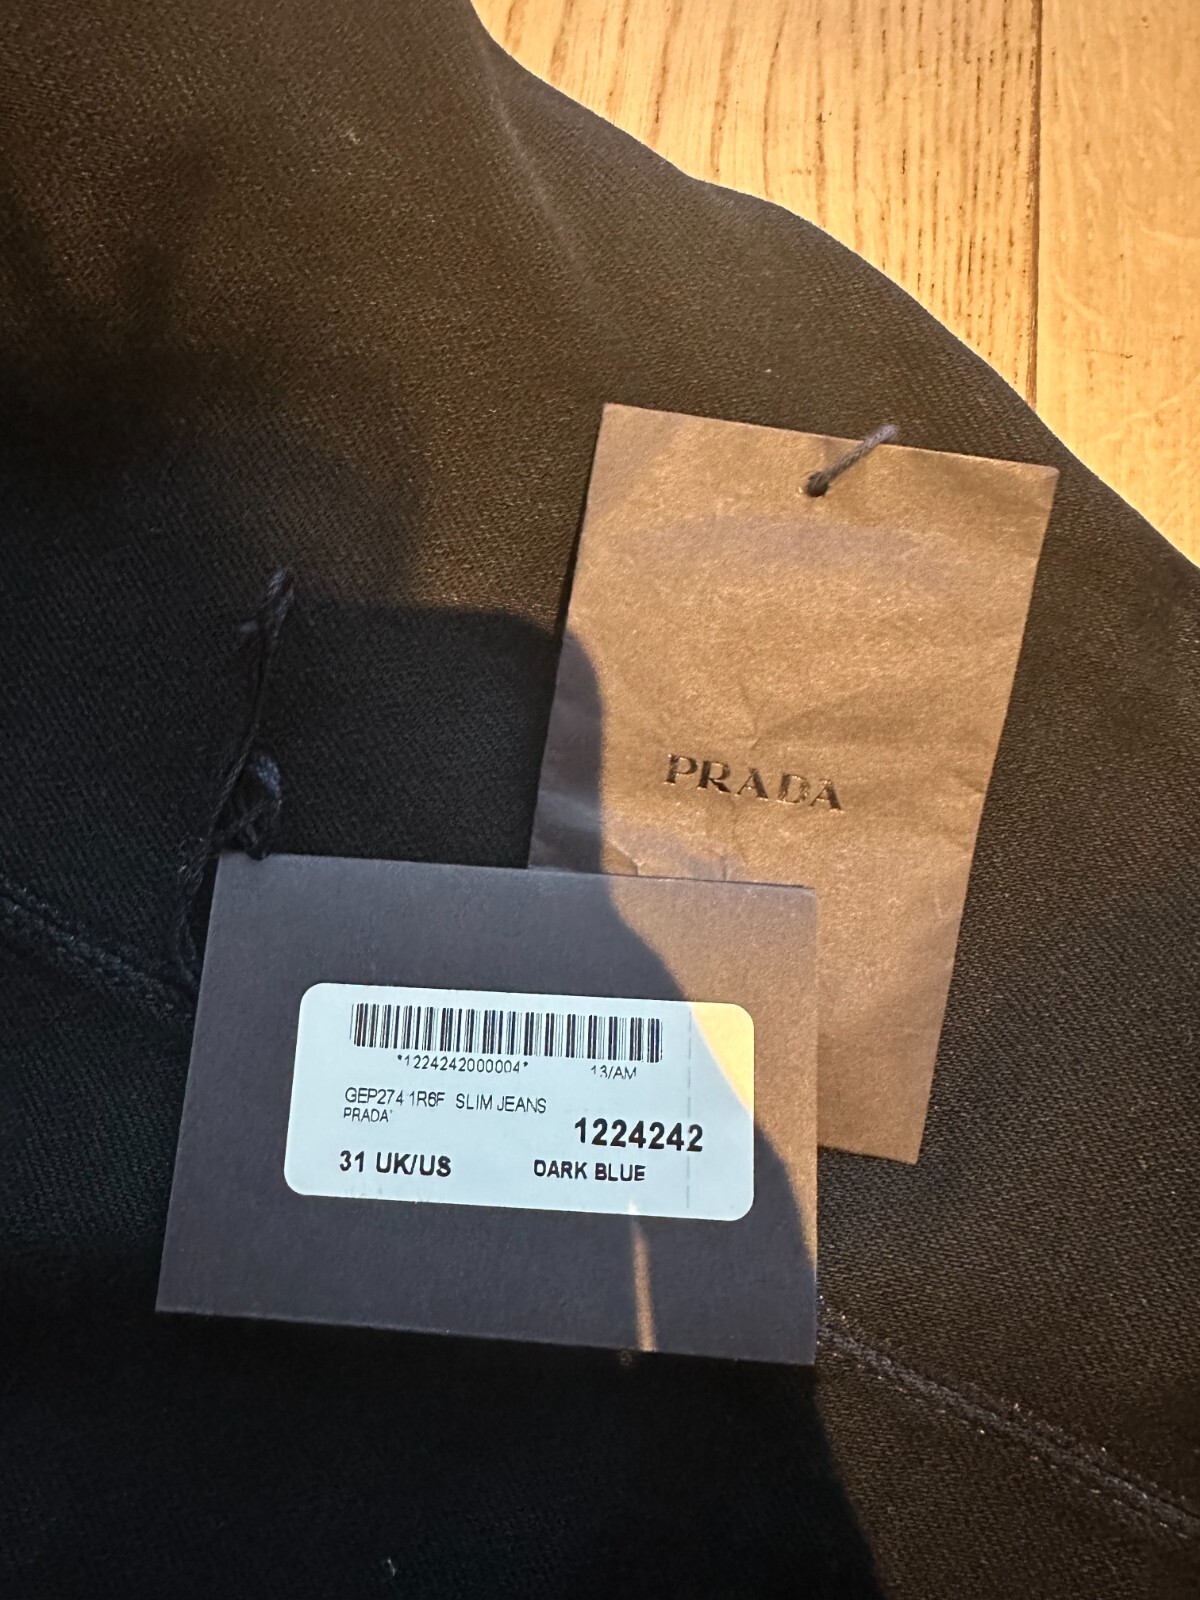 PRADA
*1224242000004* 13/AM
GEP274 1R6F SLIM JEANS
PRADA*
1224242
31 UK/US DARK BLUE